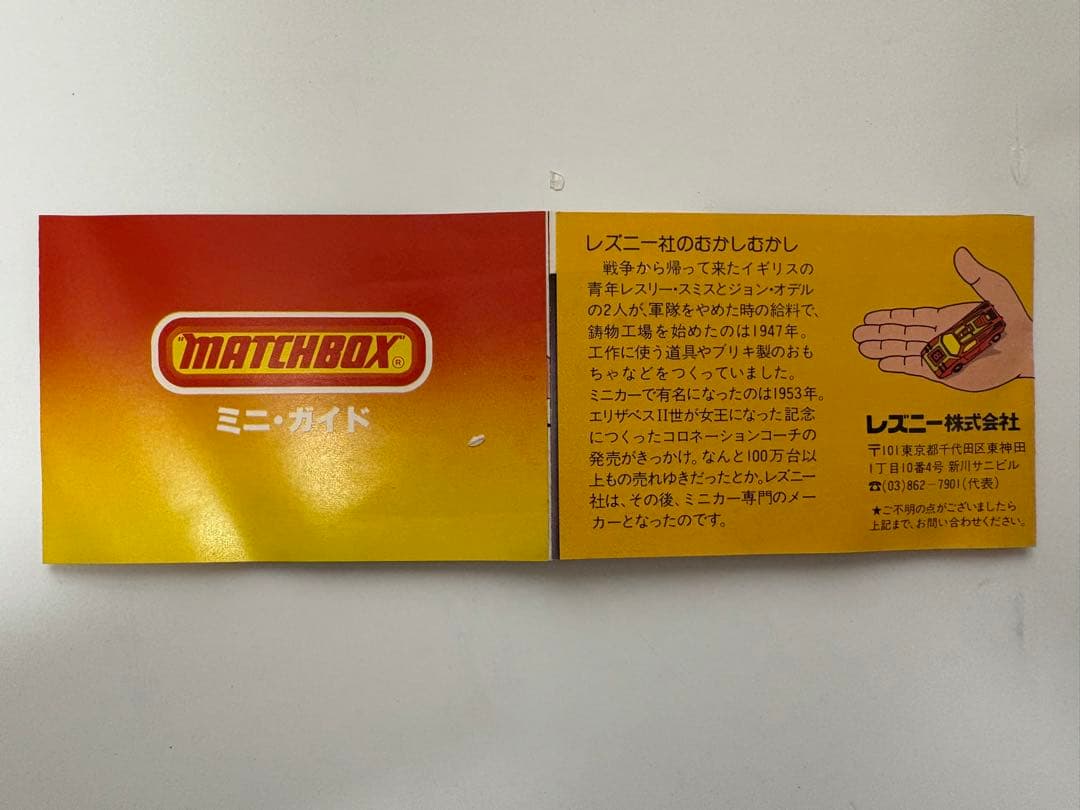 "MATCHBOX"®
ミニ・ガイド
レズニー社のむかしむかし
戦争から帰って来たイギリスの
青年レスリー・スミスとジョン・オデル
の2人が、軍隊をやめた時の給料で、
鋳物工場を始めたのは1947年。
工作に使う道具やブリキ製のおも
ちゃなどをつくっていました。
ミニカーで有名になったのは1953年。
エリザベスII世が女王になった記念
につくったコロネーションコーチの
発売がきっかけ。なんと100万台以
上もの売れゆきだったとか。レズニー
社は、その後、ミニカー専門のメー
カーとなったのです。
レズニー株式会社
〒101東京都千代田区東神田
1丁目10番4号 新川サニビル
☎(03)862-7901(代表)
★ご不明の点がございましたら
上記まで、お問い合わせください。